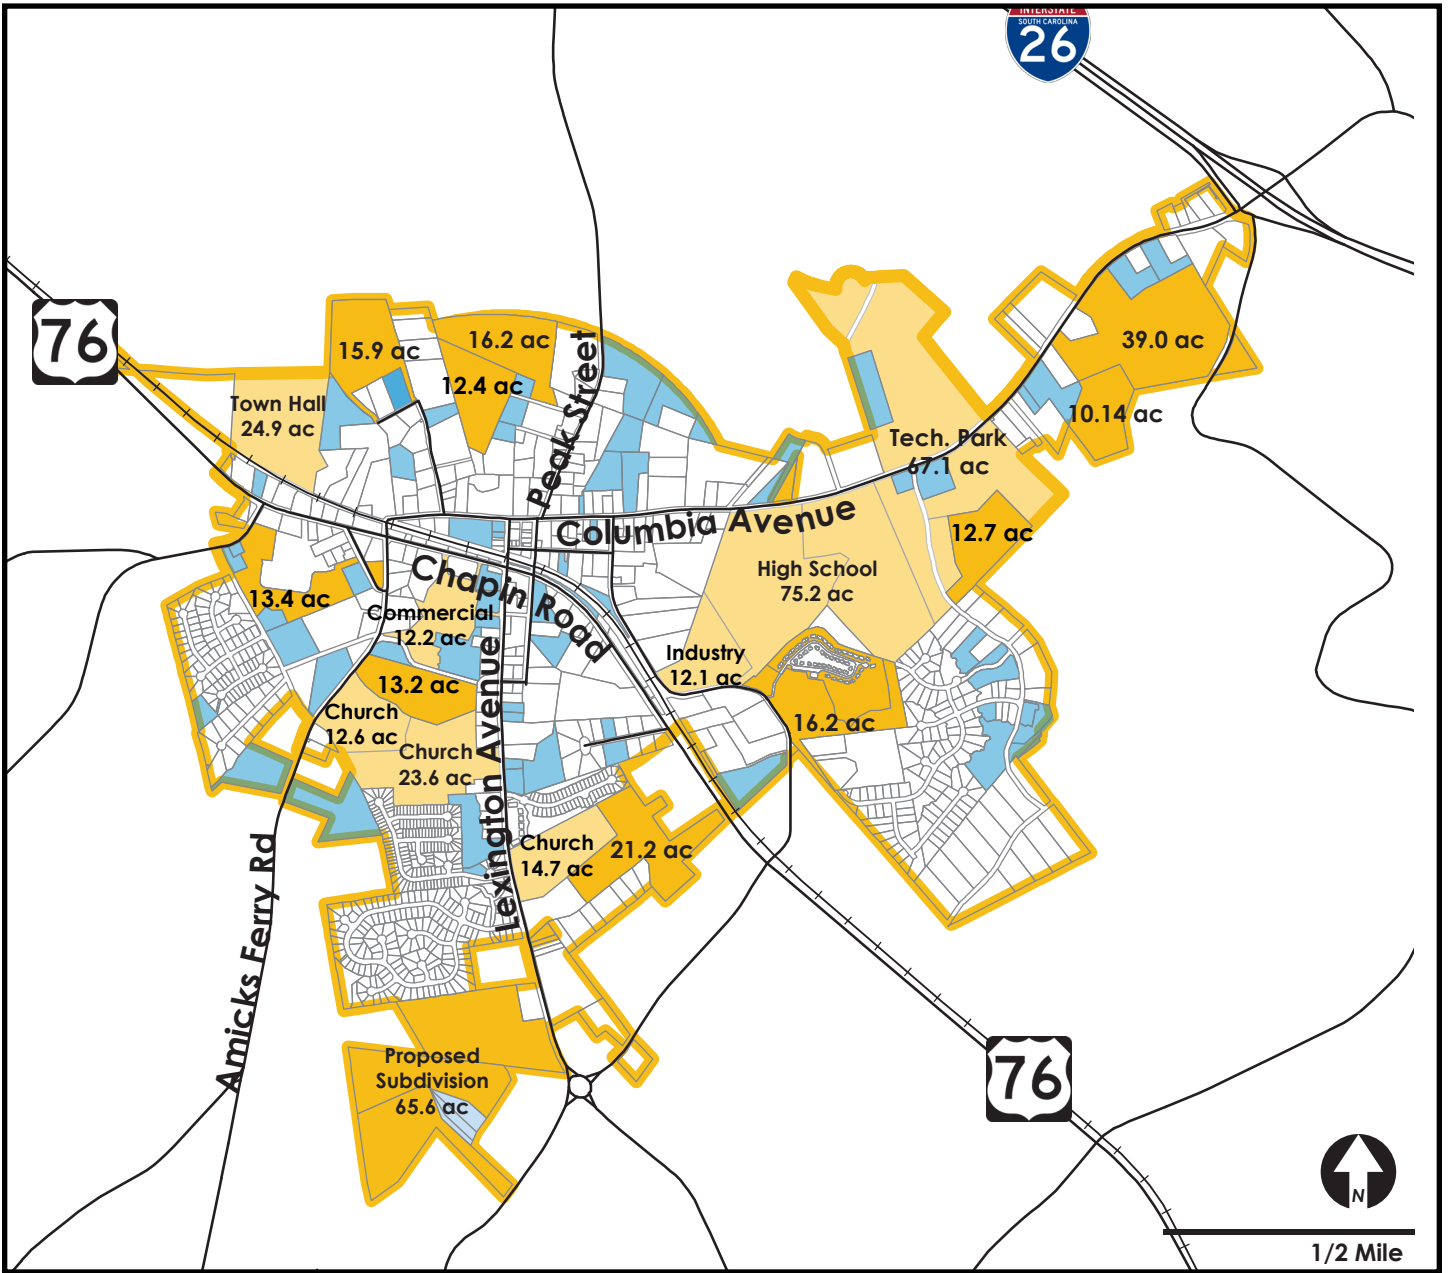 INTERSTATE
SOUTH CAROLINA
26
76
15.9 ac
16.2 ac
12.4 ac
Peak Street
39.0 ac
10.14 ac
Town Hall
24.9 ac
Tech. Park
67.1 ac
Columbia Avenue
12.7 ac
High School
75.2 ac
Chapin Road
13.4 ac
Commercial
12.2 ac
Industry
12.1 ac
13.2 ac
Church
12.6 ac
Church
23.6 ac
16.2 ac
Lexington Avenue
Church
14.7 ac
21.2 ac
Amicks Ferry Rd
Proposed
Subdivision
65.6 ac
76
N
1/2 Mile